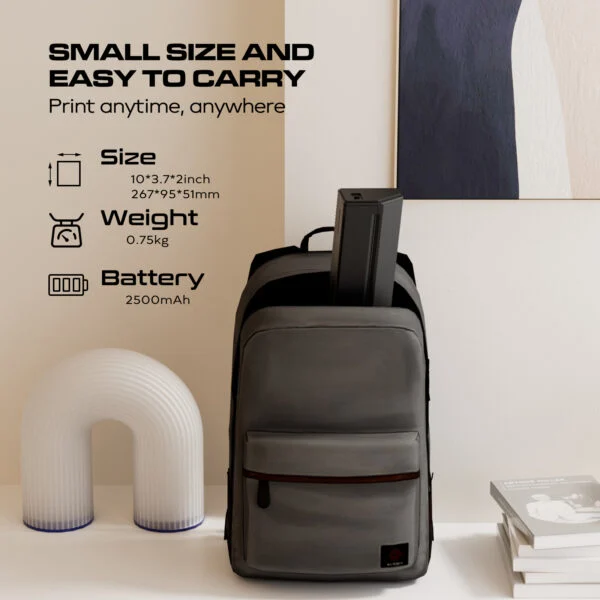 SMALL SIZE AND
EASY TO CARRY
Print anytime, anywhere
Size
10*3.7*2inch
267*95*51mm
Weight
0.75kg
Battery
2500mAh